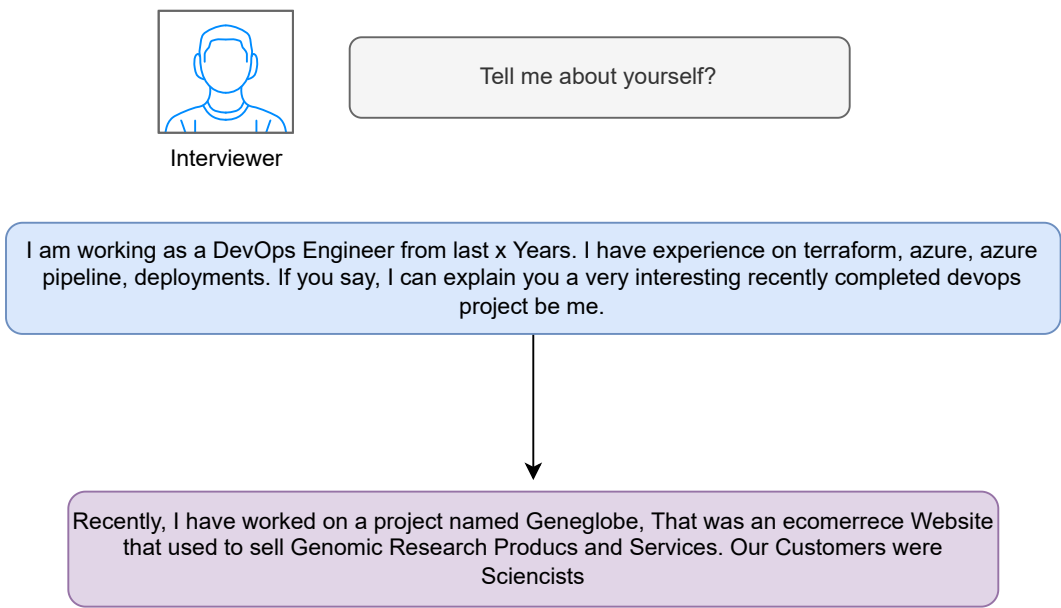 Tell me about yourself?
Interviewer
I am working as a DevOps Engineer from last x Years. I have experience on terraform, azure, azure
pipeline, deployments. If you say, I can explain you a very interesting recently completed devops
project be me.
Recently, I have worked on a project named Geneglobe, That was an ecomerrece Website
that used to sell Genomic Research Producs and Services. Our Customers were
Sciencists